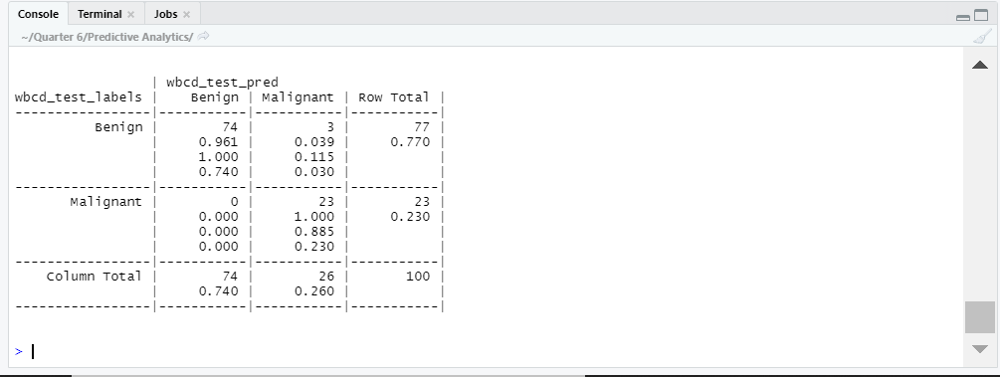 Console Terminal × Jobs ×
~/Quarter 6/Predictive Analytics/
                 | wbcd_test_pred
wbcd_test_labels |    Benign | Malignant | Row Total |
-----------------|-----------|-----------|-----------|
          Benign |        74 |         3 |        77 |
                 |     0.961 |     0.039 |     0.770 |
                 |     1.000 |     0.115 |           |
                 |     0.740 |     0.030 |           |
-----------------|-----------|-----------|-----------|
       Malignant |         0 |        23 |        23 |
                 |     0.000 |     1.000 |     0.230 |
                 |     0.000 |     0.885 |           |
                 |     0.000 |     0.230 |           |
-----------------|-----------|-----------|-----------|
    Column Total |        74 |        26 |       100 |
                 |     0.740 |     0.260 |           |
-----------------|-----------|-----------|-----------|
>